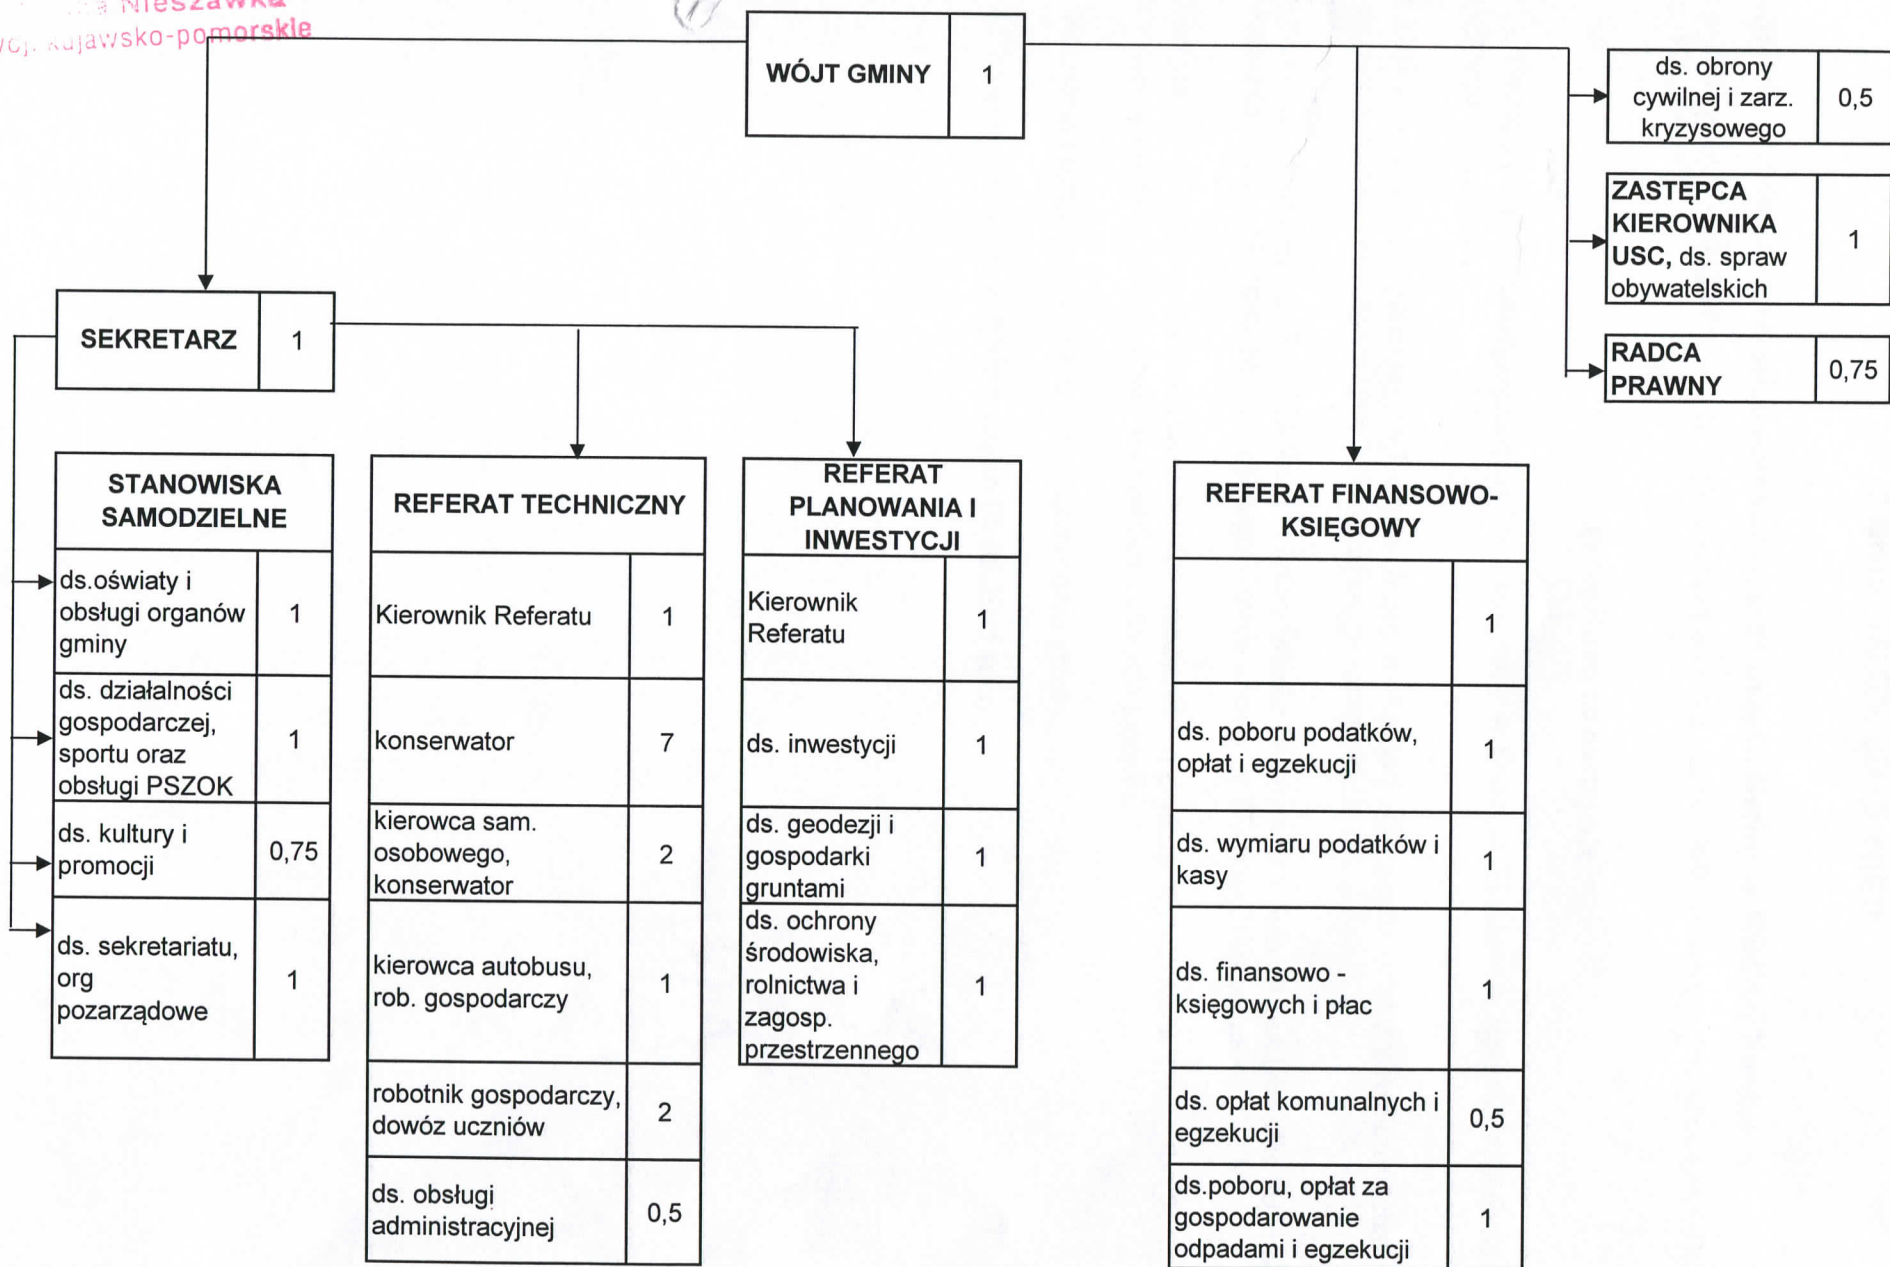 Nieszawka
kujawsko-pomorskie
WÓJT GMINY
1
ds. obrony
cywilnej i zarz.
kryzysowego
0,5
ZASTĘPCA
KIEROWNIKA
USC, ds. spraw
obywatelskich
1
RADCA
PRAWNY
0,75
SEKRETARZ
1
STANOWISKA
SAMODZIELNE
ds.oświaty i
obsługi organów
gminy
1
ds. działalności
gospodarczej,
sportu oraz
obsługi PSZOK
1
ds. kultury i
promocji
0,75
ds. sekretariatu,
org
pozarządowe
1
REFERAT TECHNICZNY
Kierownik Referatu
1
konserwator
7
kierowca sam.
osobowego,
konserwator
2
kierowca autobusu,
rob. gospodarczy
1
robotnik gospodarczy,
dowóz uczniów
2
ds. obsługi
administracyjnej
0,5
REFERAT
PLANOWANIA I
INWESTYCJI
Kierownik
Referatu
1
ds. inwestycji
1
ds. geodezji i
gospodarki
gruntami
1
ds. ochrony
środowiska,
rolnictwa i
zagosp.
przestrzennego
1
REFERAT FINANSOWO-
KSIĘGOWY
1
ds. poboru podatków,
opłat i egzekucji
1
ds. wymiaru podatków i
kasy
1
ds. finansowo -
księgowych i płac
1
ds. opłat komunalnych i
egzekucji
0,5
ds.poboru, opłat za
gospodarowanie
odpadami i egzekucji
1